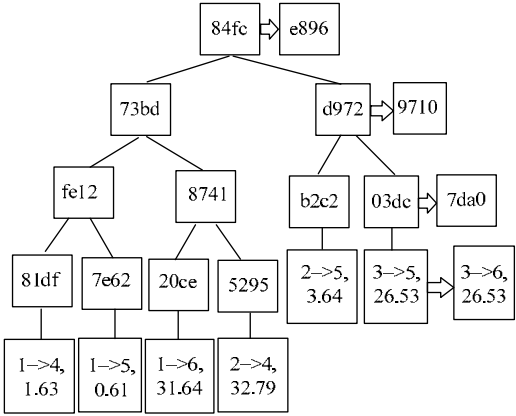 84fc
e896
73bd
d972
9710
fe12
8741
b2c2
03dc
7da0
81df
7e62
20ce
5295
2–>5,
3.64
3–>5,
26.53
3–>6,
26.53
1–>4,
1.63
1–>5,
0.61
1–>6,
31.64
2–>4,
32.79